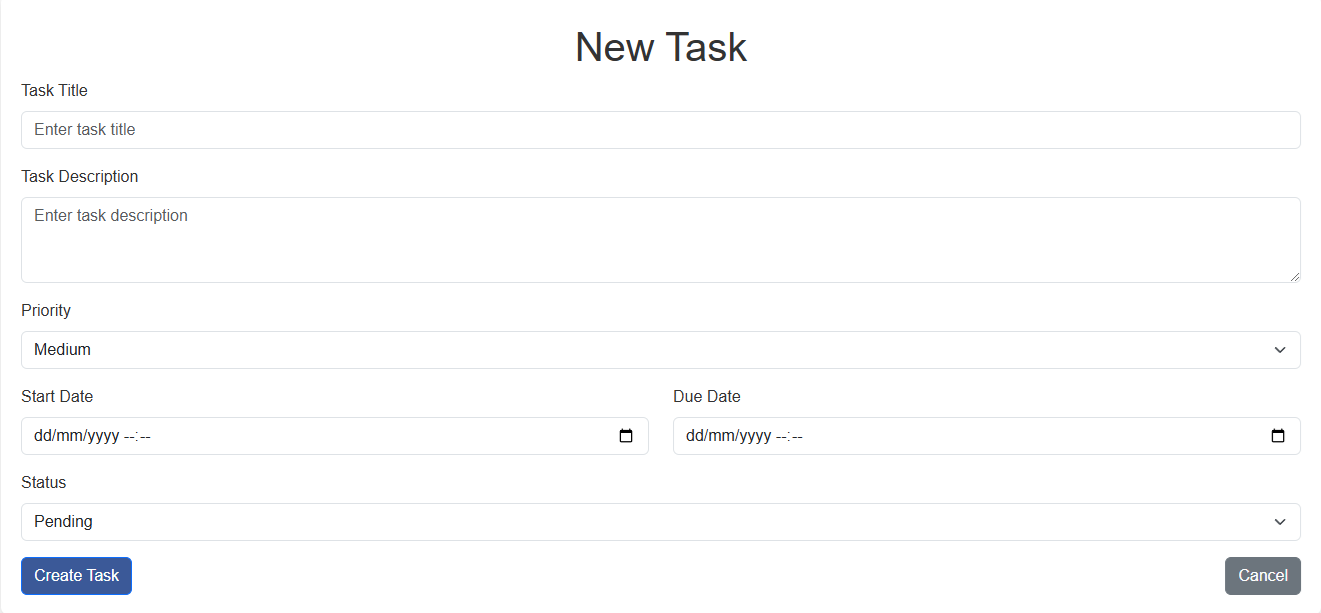 New Task
Task Title
Enter task title
Task Description
Enter task description
Priority
Medium
Start Date
Due Date
dd/mm/yyyy --:--
dd/mm/yyyy --:--
Status
Pending
Create Task
Cancel